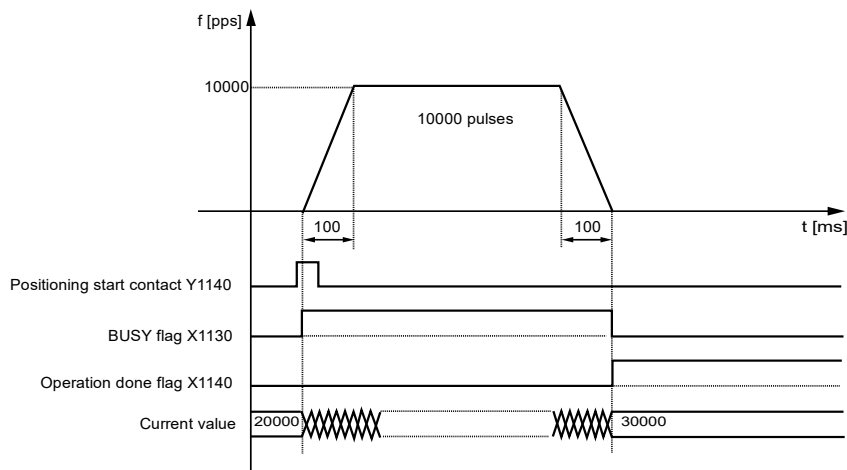 f [pps]
10000
10000 pulses
t [ms]
100
100
Positioning start contact Y1140
BUSY flag X1130
Operation done flag X1140
Current value
20000
30000